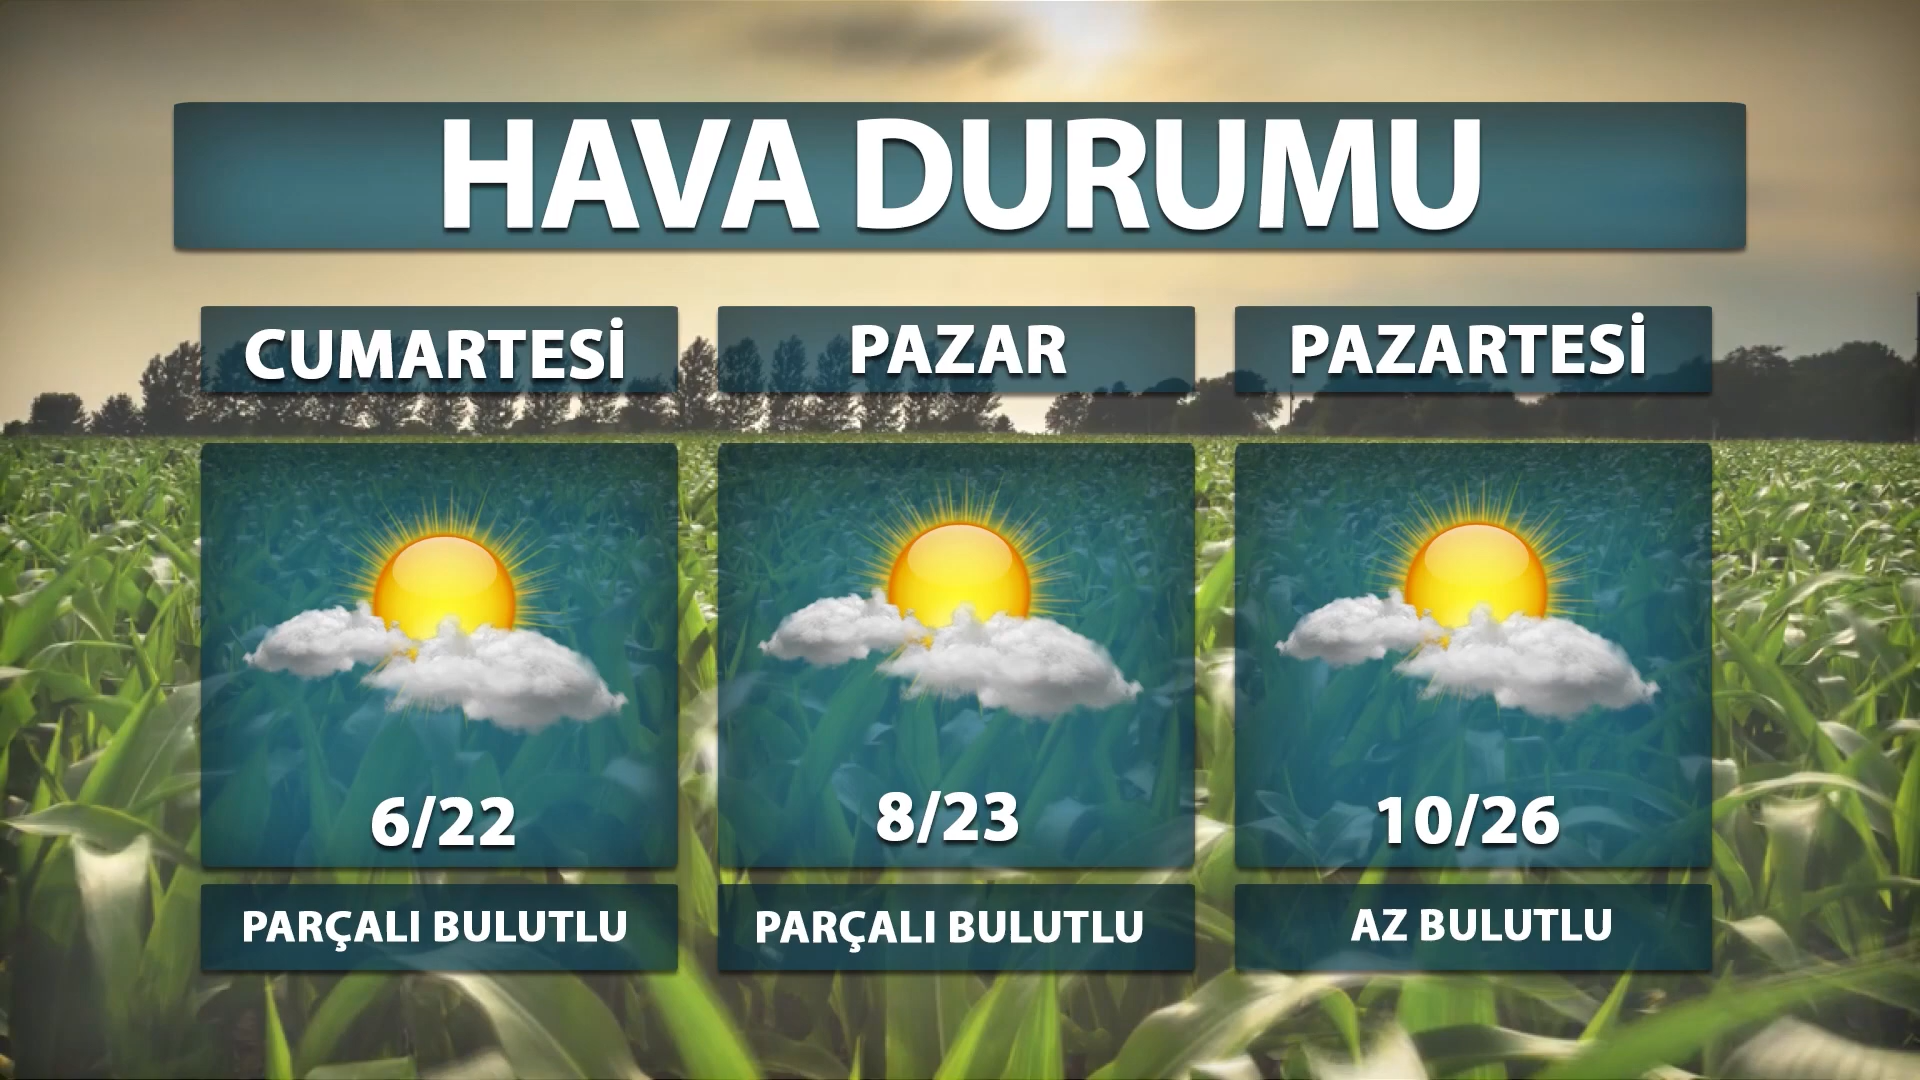 HAVA DURUMU
CUMARTESİ
PAZAR
PAZARTESİ
6/22
8/23
10/26
PARÇALI BULUTLU
PARÇALI BULUTLU
AZ BULUTLU